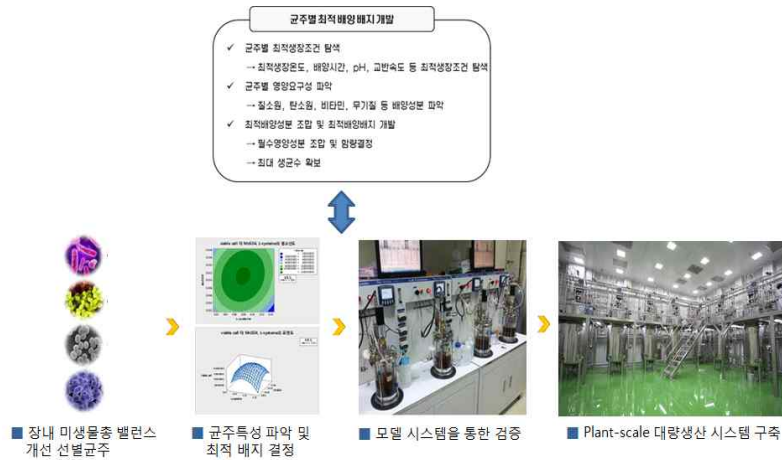 균주별 최적 배양 배지 개발
✓ 균주별 최적생장조건 탐색
→ 최적생장온도, 배양시간, pH, 교반속도 등 최적생장조건 탐색
✓ 균주별 영양요구성 파악
→ 질소원, 탄소원, 비타민, 무기질 등 배양성분 파악
✓ 최적배양성분 조합 및 최적배양배지 개발
→ 필수영양성분 조합 및 함량결정
→ 최대 생균수 확보
■ 장내 미생물총 밸런스
개선 선별균주
■ 균주특성 파악 및
최적 배지 결정
■ 모델 시스템을 통한 검증
■ Plant-scale 대량생산 시스템 구축